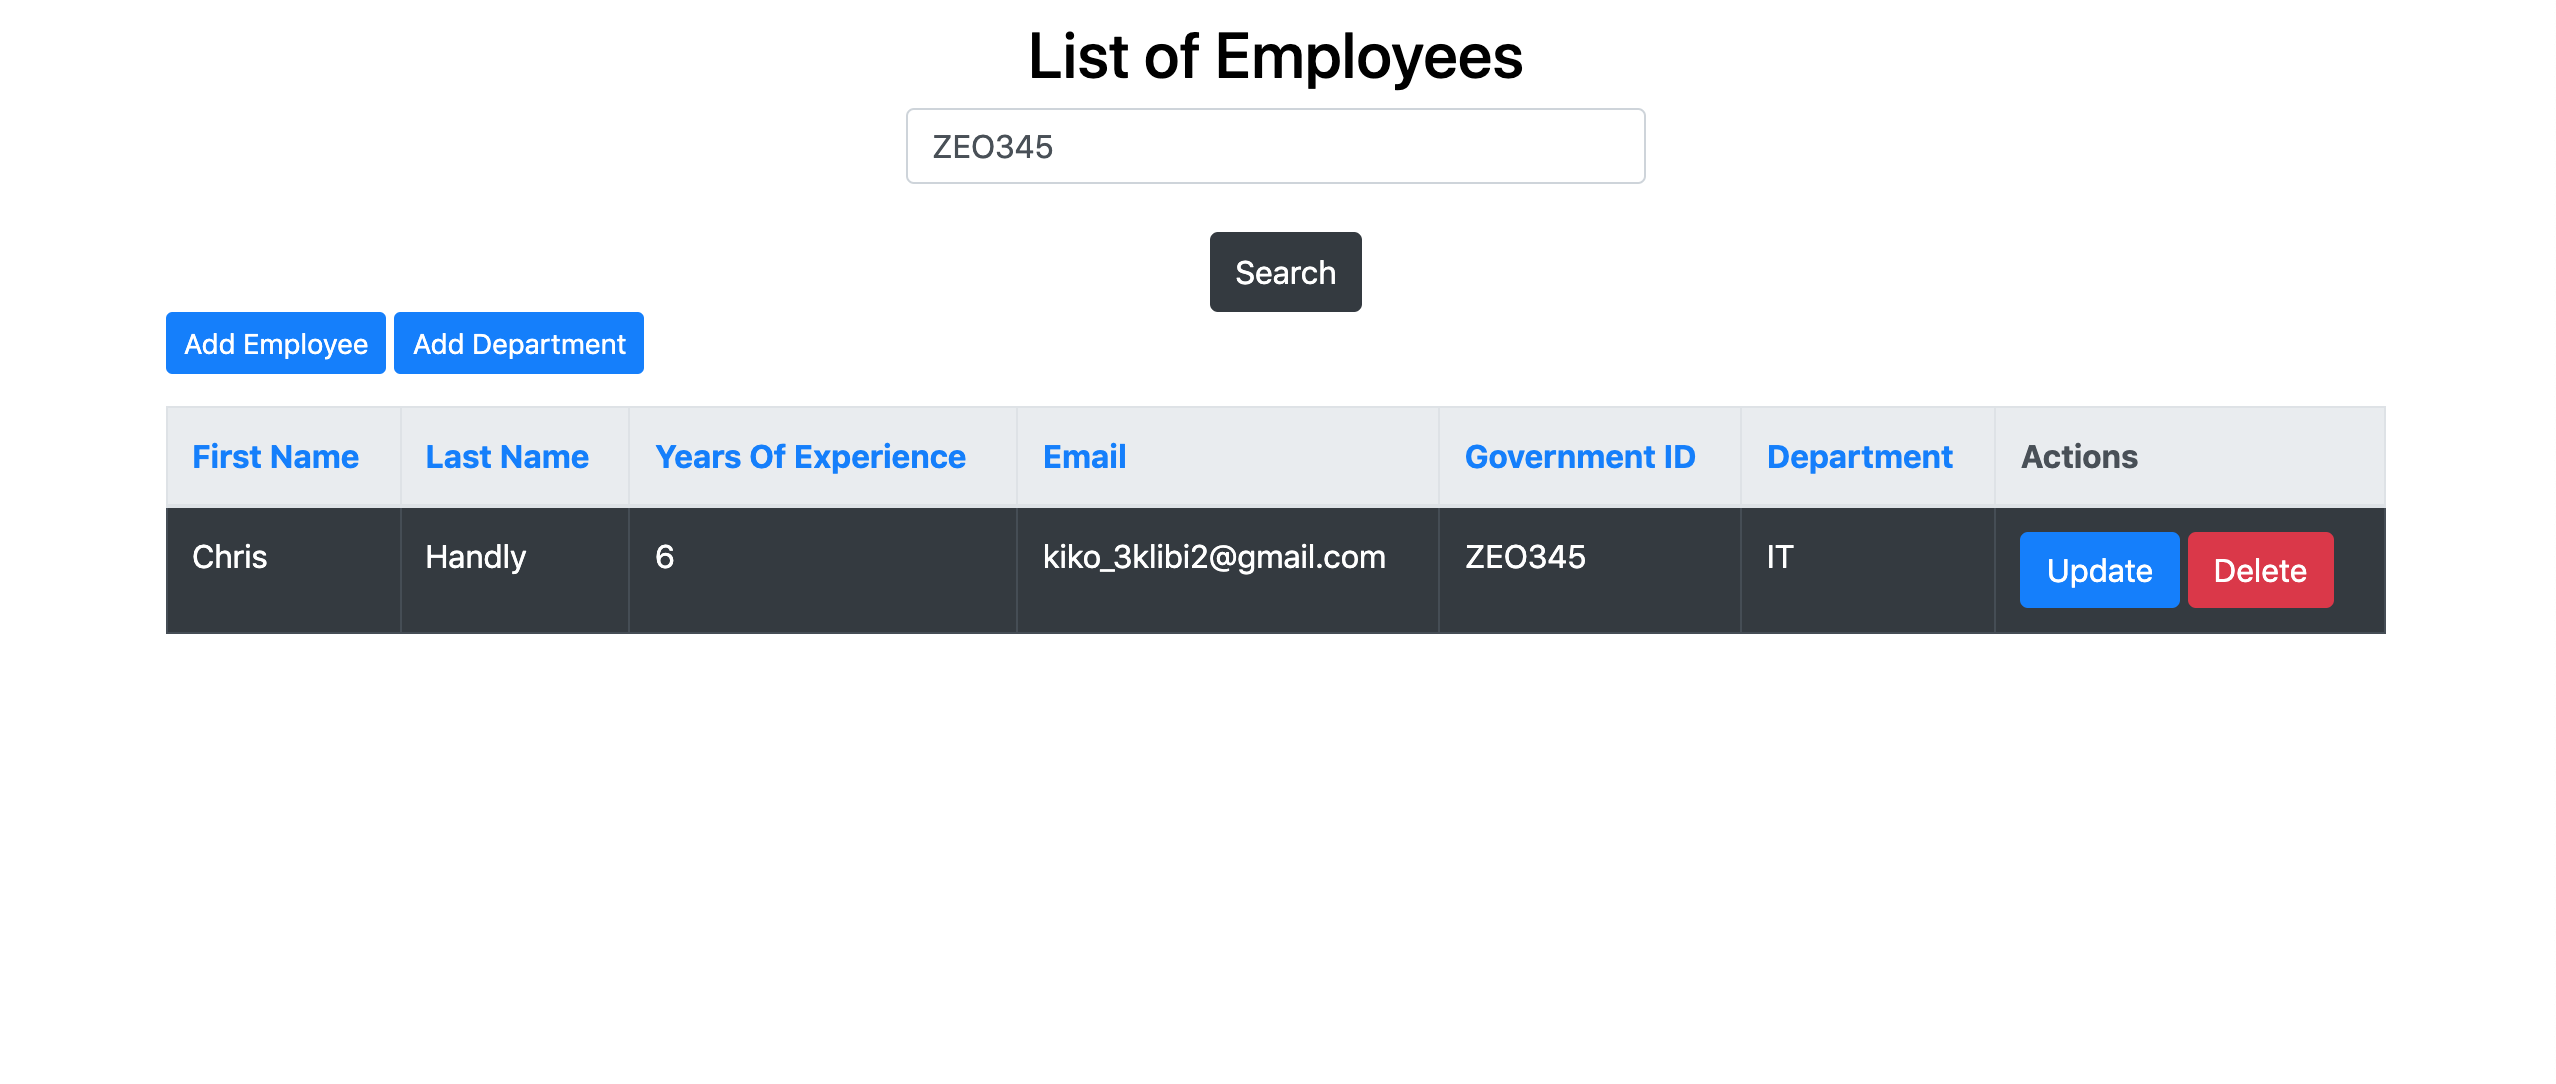 List of Employees
ZEO345
Search
Add Employee Add Department
First Name Last Name Years Of Experience Email Government ID Department Actions
Chris Handly 6 kiko_3klibi2@gmail.com ZEO345 IT Update Delete